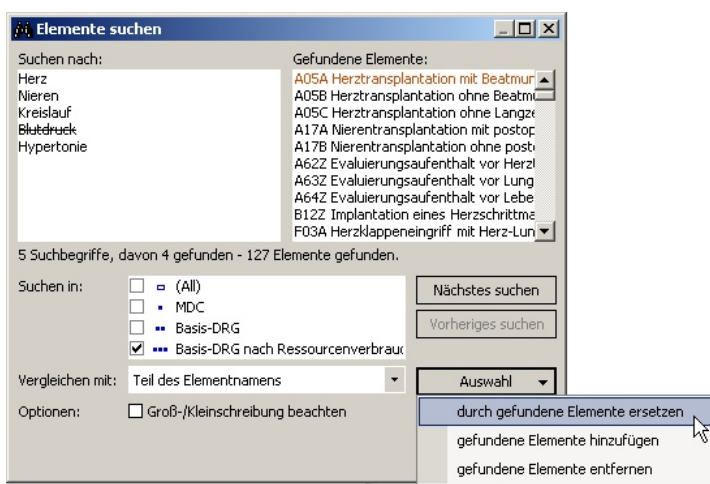 Elemente suchen
Suchen nach:
Herz
Nieren
Kreislauf
Blutdruck
Hypertonie
Gefundene Elemente:
A05A Herztransplantation mit Beatmur
A05B Herztransplantation ohne Beatmu
A05C Herztransplantation ohne Langze
A17A Nierentransplantation mit postop
A17B Nierentransplantation ohne posto
A62Z Evaluierungsaufenthalt vor Herzt
A63Z Evaluierungsaufenthalt vor Lung
A64Z Evaluierungsaufenthalt vor Lebe
B12Z Implantation eines Herzschrittma
F03A Herzklappeneingriff mit Herz-Lun
5 Suchbegriffe, davon 4 gefunden - 127 Elemente gefunden.
Suchen in:
(All)
MDC
Basis-DRG
Basis-DRG nach Ressourcenverbrauc
Nächstes suchen
Vorheriges suchen
Vergleichen mit: Teil des Elementnamens
Auswahl
Optionen: Groß-/Kleinschreibung beachten
durch gefundene Elemente ersetzen
gefundene Elemente hinzufügen
gefundene Elemente entfernen